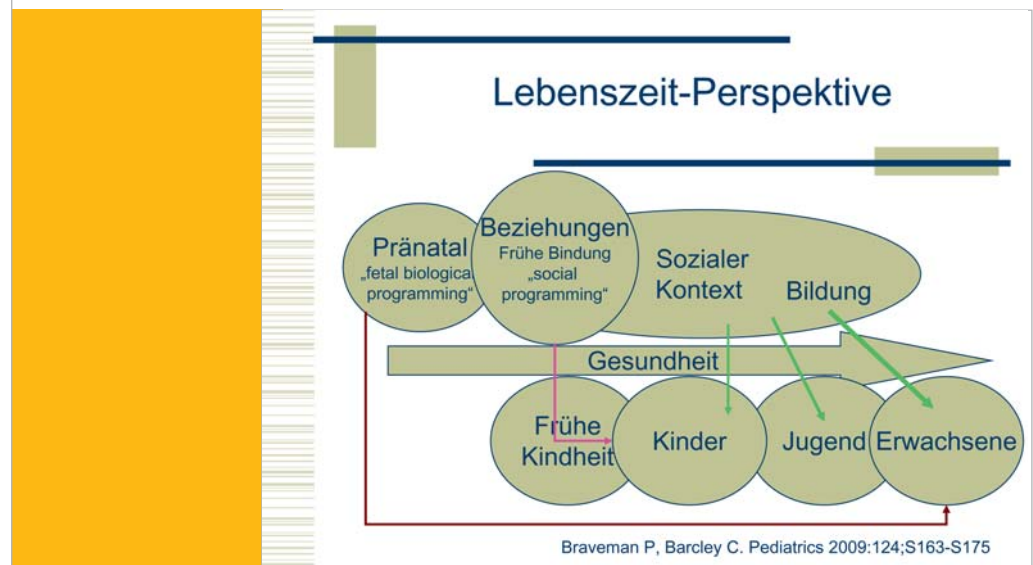 Lebenszeit-Perspektive
Pränatal
„fetal biological
programming“
Beziehungen
Frühe Bindung
„social
programming“
Sozialer
Kontext
Bildung
Gesundheit
Frühe
Kindheit
Kinder
Jugend
Erwachsene
Braveman P, Barcley C. Pediatrics 2009:124;S163-S175